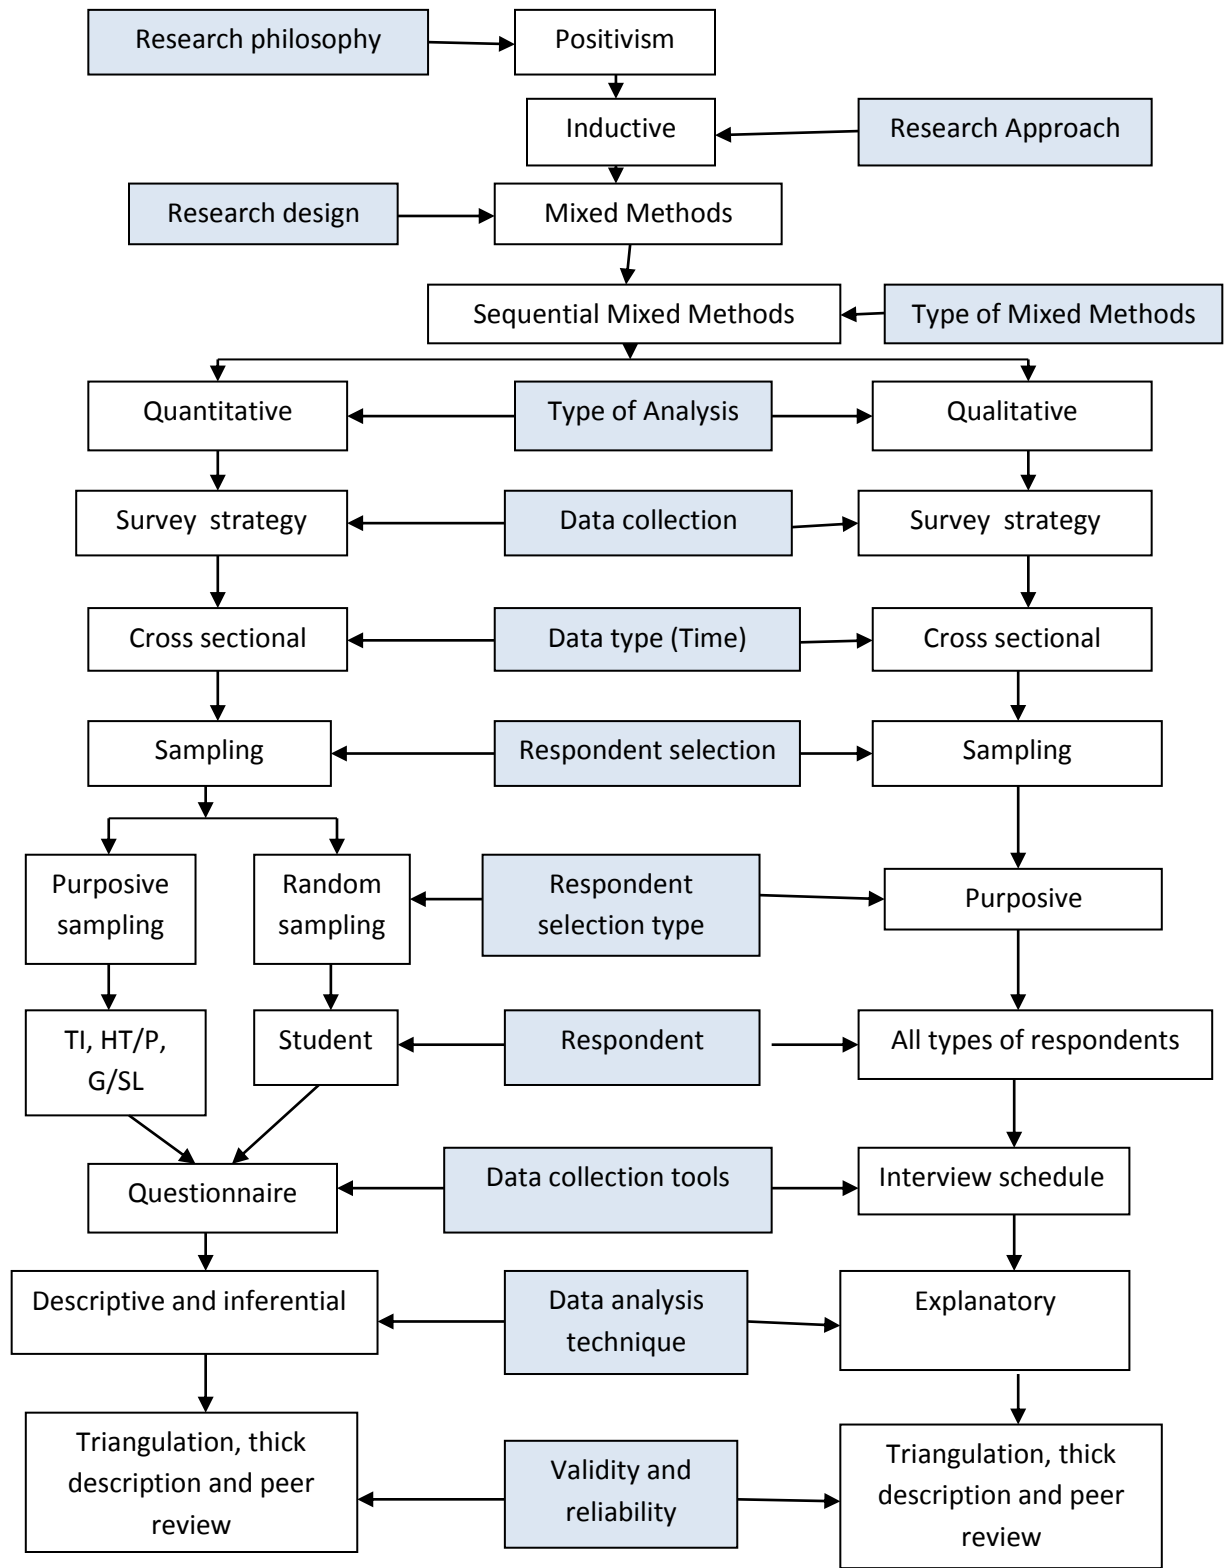 Research philosophy
Positivism
Inductive
Research Approach
Research design
Mixed Methods
Sequential Mixed Methods
Type of Mixed Methods
Quantitative
Type of Analysis
Qualitative
Survey strategy
Data collection
Survey strategy
Cross sectional
Data type (Time)
Cross sectional
Sampling
Respondent selection
Sampling
Purposive
sampling
Random
sampling
Respondent
selection type
Purposive
TI, HT/P,
G/SL
Student
Respondent
All types of respondents
Questionnaire
Data collection tools
Interview schedule
Descriptive and inferential
Data analysis
technique
Explanatory
Triangulation, thick
description and peer
review
Validity and
reliability
Triangulation, thick
description and peer
review